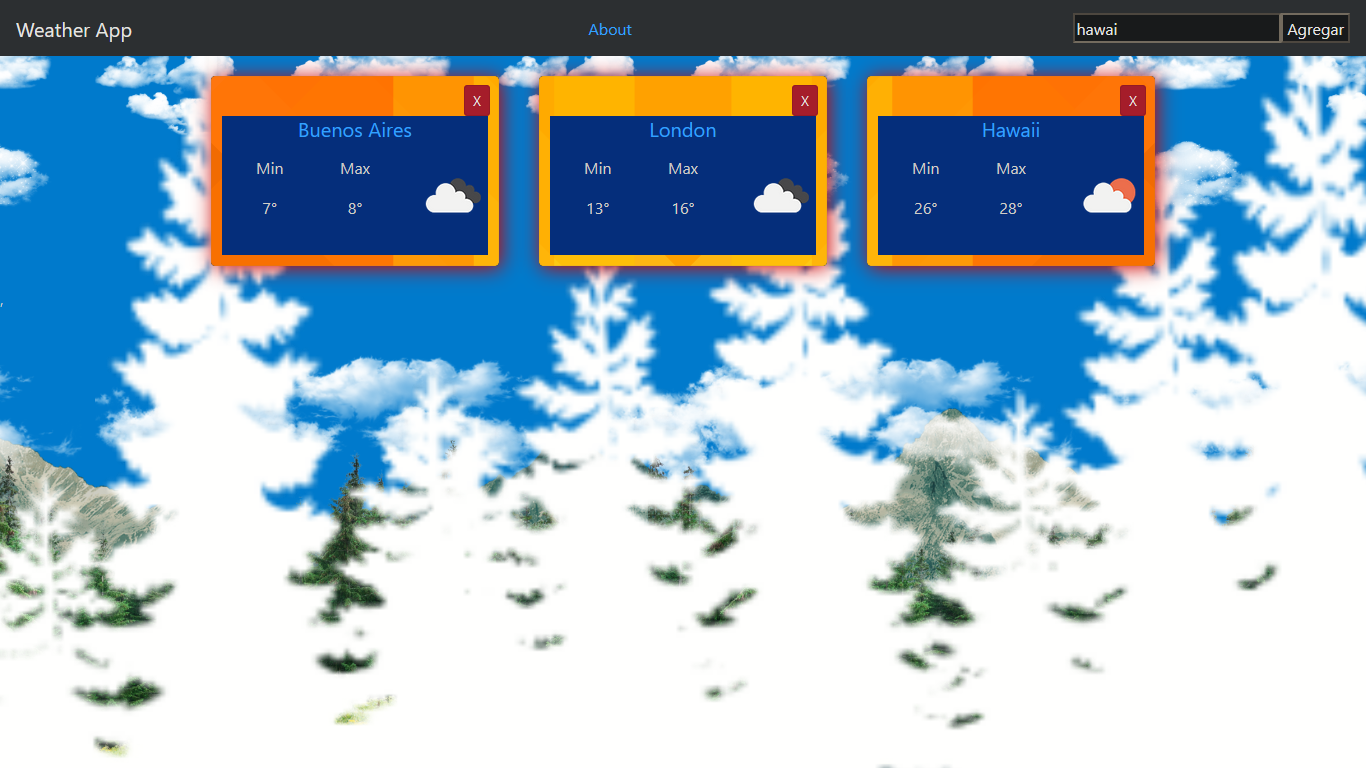 Weather App
About
hawai
Agregar
X
Buenos Aires
Min Max
7° 8°
X
London
Min Max
13° 16°
X
Hawaii
Min Max
26° 28°